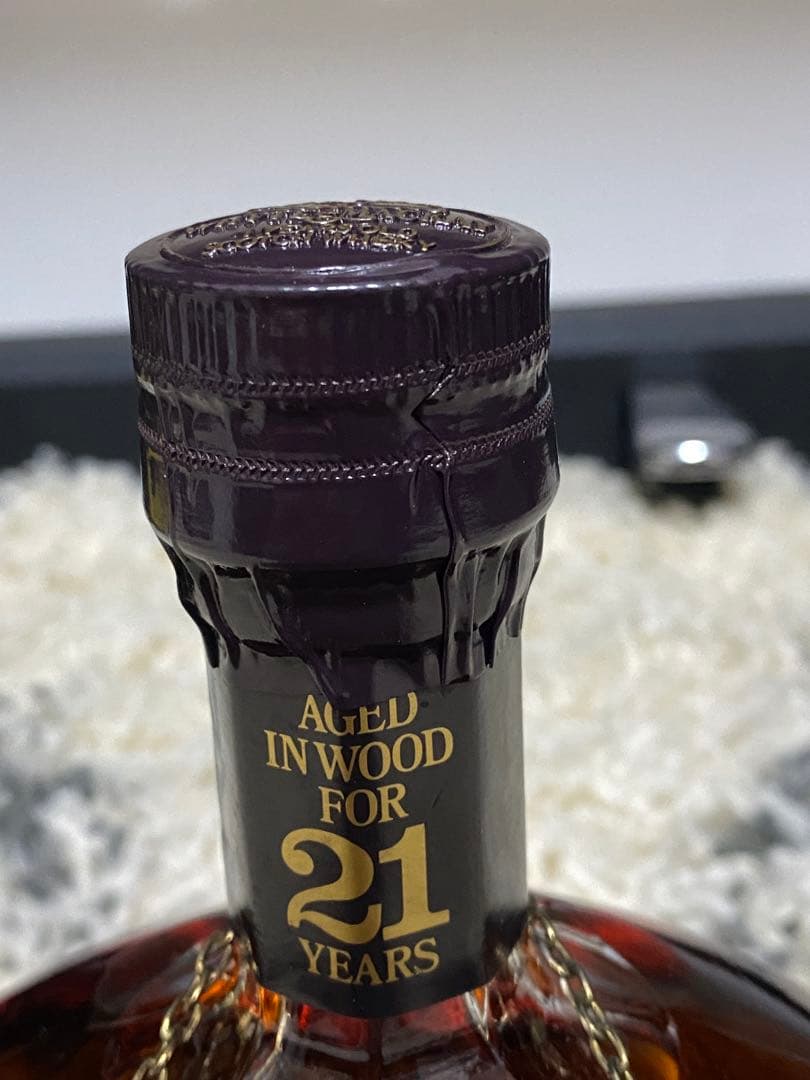 AGED
IN WOOD
FOR
21
YEARS